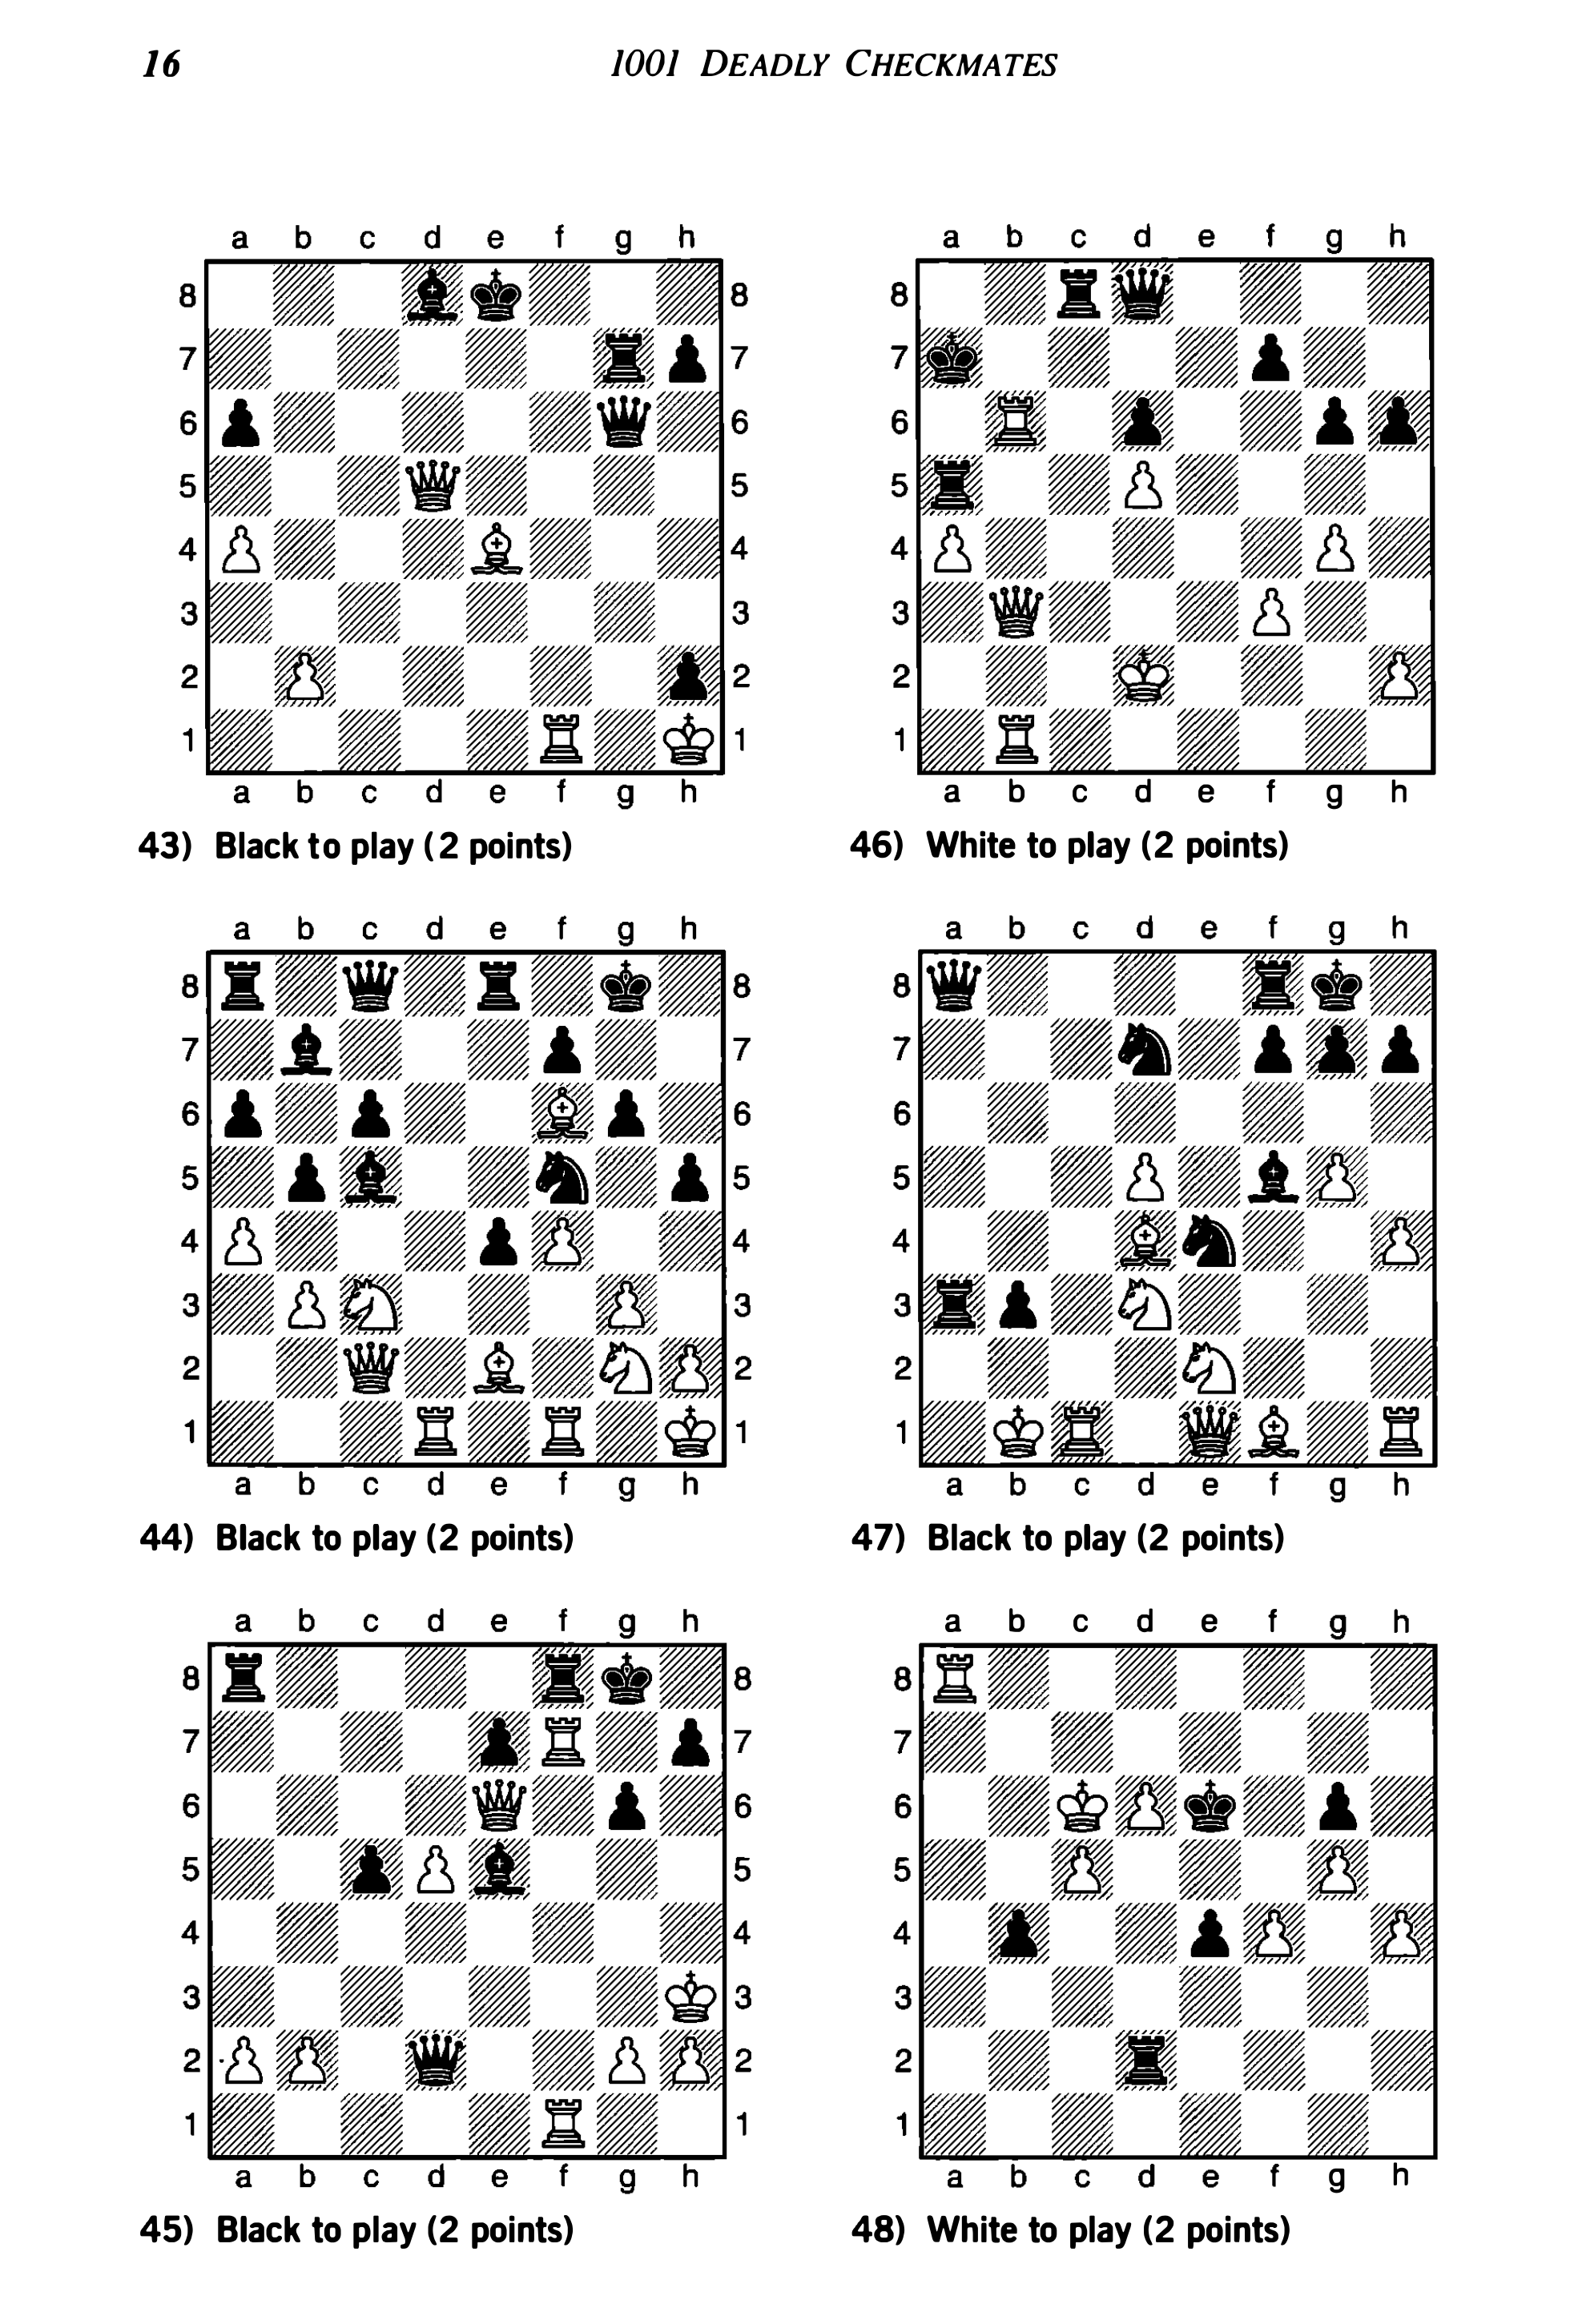 16
1001 DEADLY CHECKMATES
a b c d e f g h
8 8
7 7
6 6
5 5
4 4
3 3
2 2
1 1
a b c d e f g h
43) Black to play (2 points)
a b c d e f g h
8 8
7 7
6 6
5 5
4 4
3 3
2 2
1 1
a b c d e f g h
44) Black to play (2 points)
a b c d e f g h
8 8
7 7
6 6
5 5
4 4
3 3
2 2
1 1
a b c d e f g h
45) Black to play (2 points)
a b c d e f g h
8
7
6
5
4
3
2
1
a b c d e f g h
46) White to play (2 points)
a b c d e f g h
8
7
6
5
4
3
2
1
a b c d e f g h
47) Black to play (2 points)
a b c d e f g h
8
7
6
5
4
3
2
1
a b c d e f g h
48) White to play (2 points)